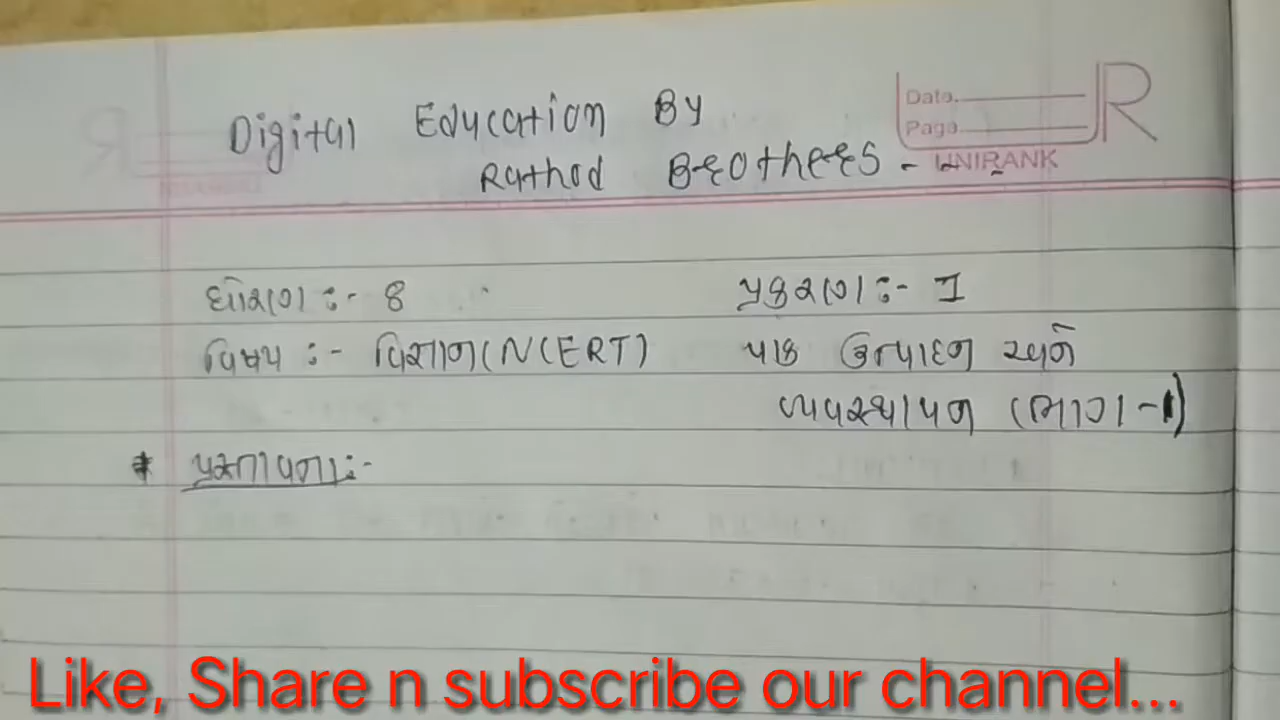 Digital Education By
Rathod Brothers - -
Date.
Page
UNIRANK
ધોરણ :- 8
પ્રકરણ :- 1
વિષય :- વિજ્ઞાન (NCERT)
પાક ઉત્પાદન અને
વ્યવસ્થાપન (ભાગ -1)
* પ્રસ્તાવના :-
Like, Share n subscribe our channel...